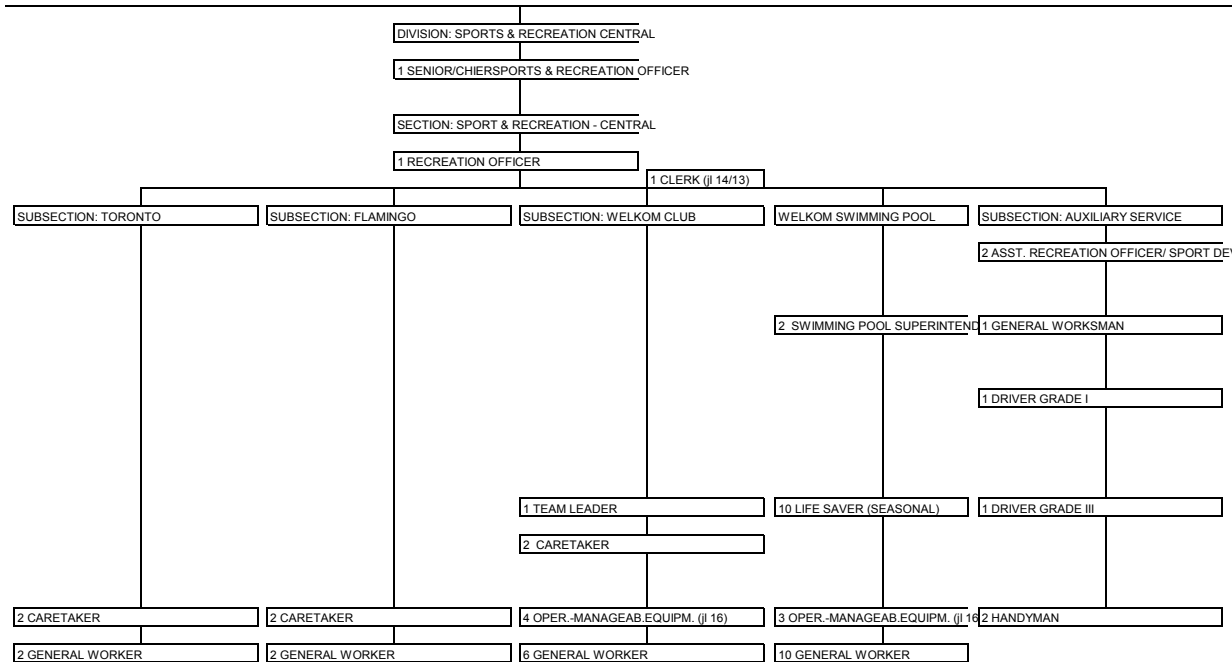 DIVISION: SPORTS & RECREATION CENTRAL
1 SENIOR/CHIERSPORTS & RECREATION OFFICER
SECTION: SPORT & RECREATION - CENTRAL
1 RECREATION OFFICER
1 CLERK (jl 14/13)
SUBSECTION: TORONTO
SUBSECTION: FLAMINGO
SUBSECTION: WELKOM CLUB
WELKOM SWIMMING POOL
SUBSECTION: AUXILIARY SERVICE
2 ASST. RECREATION OFFICER/ SPORT DEV
2 SWIMMING POOL SUPERINTEND
1 GENERAL WORKSMAN
1 DRIVER GRADE I
1 TEAM LEADER
10 LIFE SAVER (SEASONAL)
1 DRIVER GRADE III
2 CARETAKER
2 CARETAKER
2 CARETAKER
4 OPER.-MANAGEAB.EQUIPM. (jl 16)
3 OPER.-MANAGEAB.EQUIPM. (jl 16
2 HANDYMAN
2 GENERAL WORKER
2 GENERAL WORKER
6 GENERAL WORKER
10 GENERAL WORKER